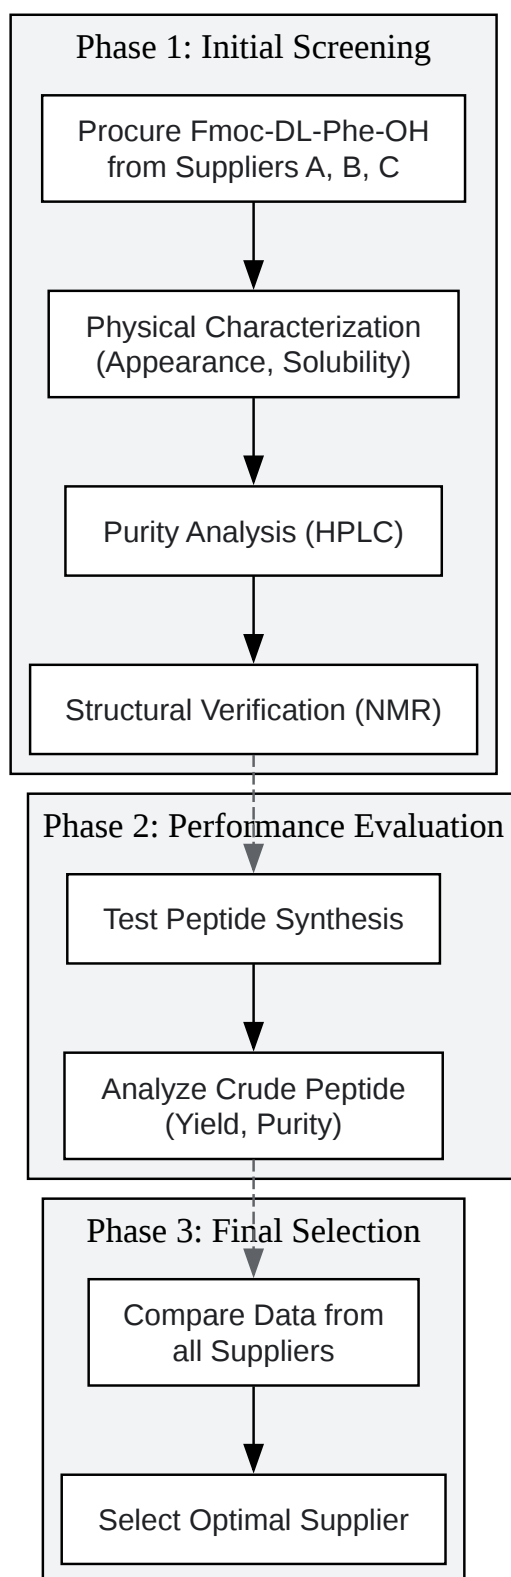 Phase 1: Initial Screening
Procure Fmoc-DL-Phe-OH
from Suppliers A, B, C
Physical Characterization
(Appearance, Solubility)
Purity Analysis (HPLC)
Structural Verification (NMR)
Phase 2: Performance Evaluation
Test Peptide Synthesis
Analyze Crude Peptide
(Yield, Purity)
Phase 3: Final Selection
Compare Data from
all Suppliers
Select Optimal Supplier